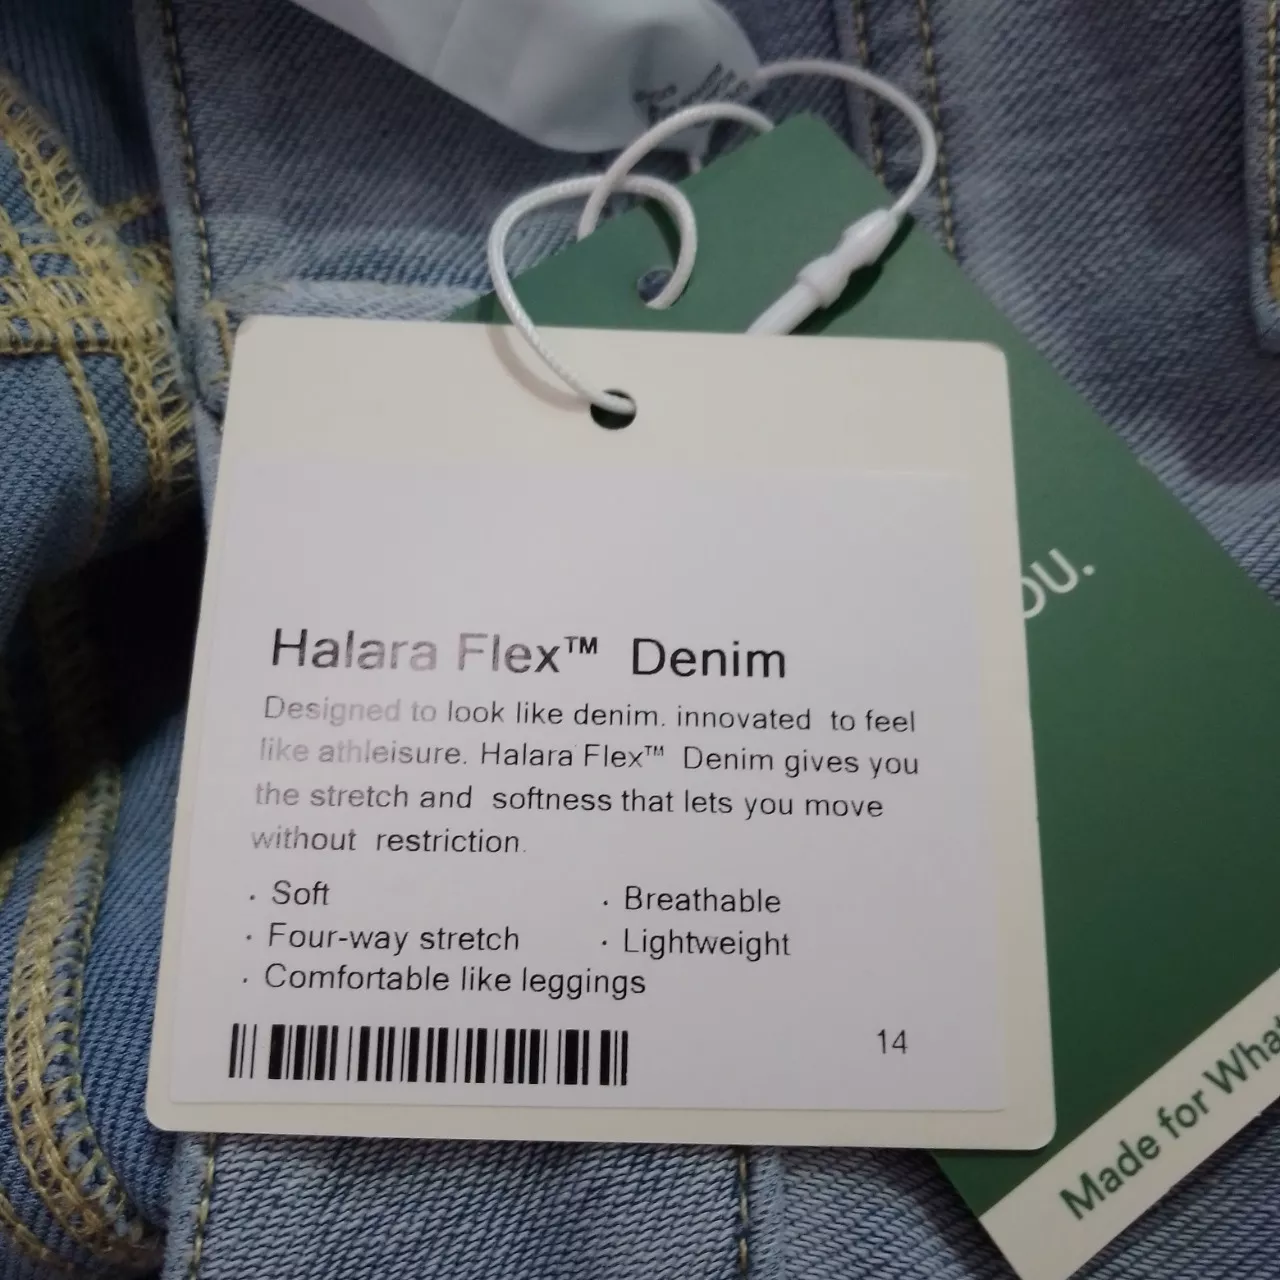 Halara Flex™ Denim
Designed to look like denim. innovated to feel
like athleisure. Halara Flex™ Denim gives you
the stretch and softness that lets you move
without restriction.
· Soft
· Breathable
· Four-way stretch
· Lightweight
· Comfortable like leggings
14
ou.
Made for What